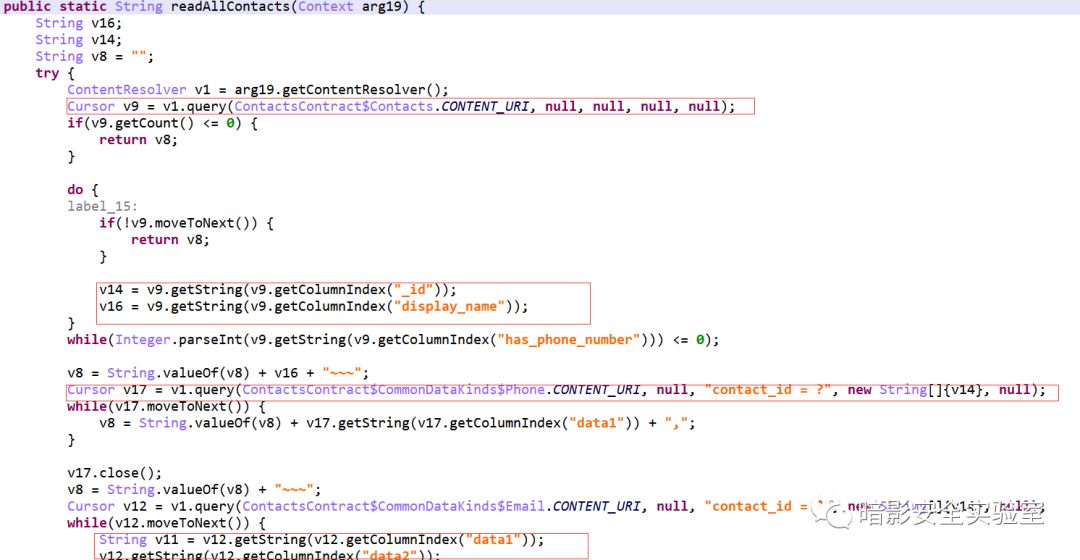 public static String readAllContacts(Context arg19) {
String v16;
String v14;
String v8 = "";
try {
ContentResolver v1 = arg19.getContentResolver();
Cursor v9 = v1.query(ContactsContract$Contacts.CONTENT_URI, null, null, null, null);
if(v9.getCount() <= 0) {
return v8;
}
do {
label_15:
if(!v9.moveToNext()) {
return v8;
}
v14 = v9.getString(v9.getColumnIndex("_id"));
v16 = v9.getString(v9.getColumnIndex("display_name"));
}
while(Integer.parseInt(v9.getString(v9.getColumnIndex("has_phone_number"))) <= 0);
v8 = String.valueOf(v8) + v16 + "~~~";
Cursor v17 = v1.query(ContactsContract$CommonDataKinds$Phone.CONTENT_URI, null, "contact_id = ?", new String[]{v14}, null);
while(v17.moveToNext()) {
v8 = String.valueOf(v8) + v17.getString(v17.getColumnIndex("data1")) + ",";
}
v17.close();
v8 = String.valueOf(v8) + "~~~";
Cursor v12 = v1.query(ContactsContract$CommonDataKinds$Email.CONTENT_URI, null, "contact_id =
暗影安全实验室
while(v12.moveToNext()) {
String v11 = v12.getString(v12.getColumnIndex("data1"));
v12.getString(v12.getColumnIndex("data2"));